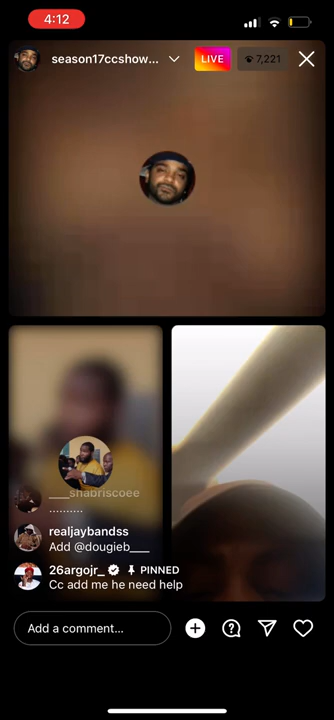 4:12
season17ccshow...
LIVE
7,221
___shabriscoee
..........
realjaybandss
Add @dougieb___
26argojr_ PINNED
Cc add me he need help
Add a comment...